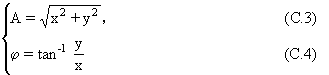 A = √(x² + y²), (C.3)
φ = tan⁻¹ y/x (C.4)